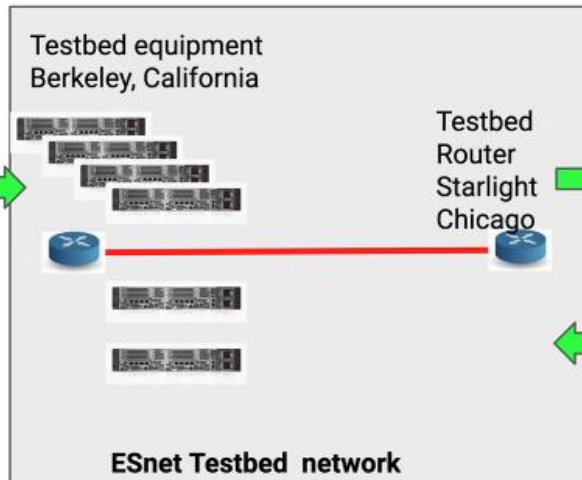 Testbed equipment
Berkeley, California
Testbed
Router
Starlight
Chicago
ESnet Testbed network